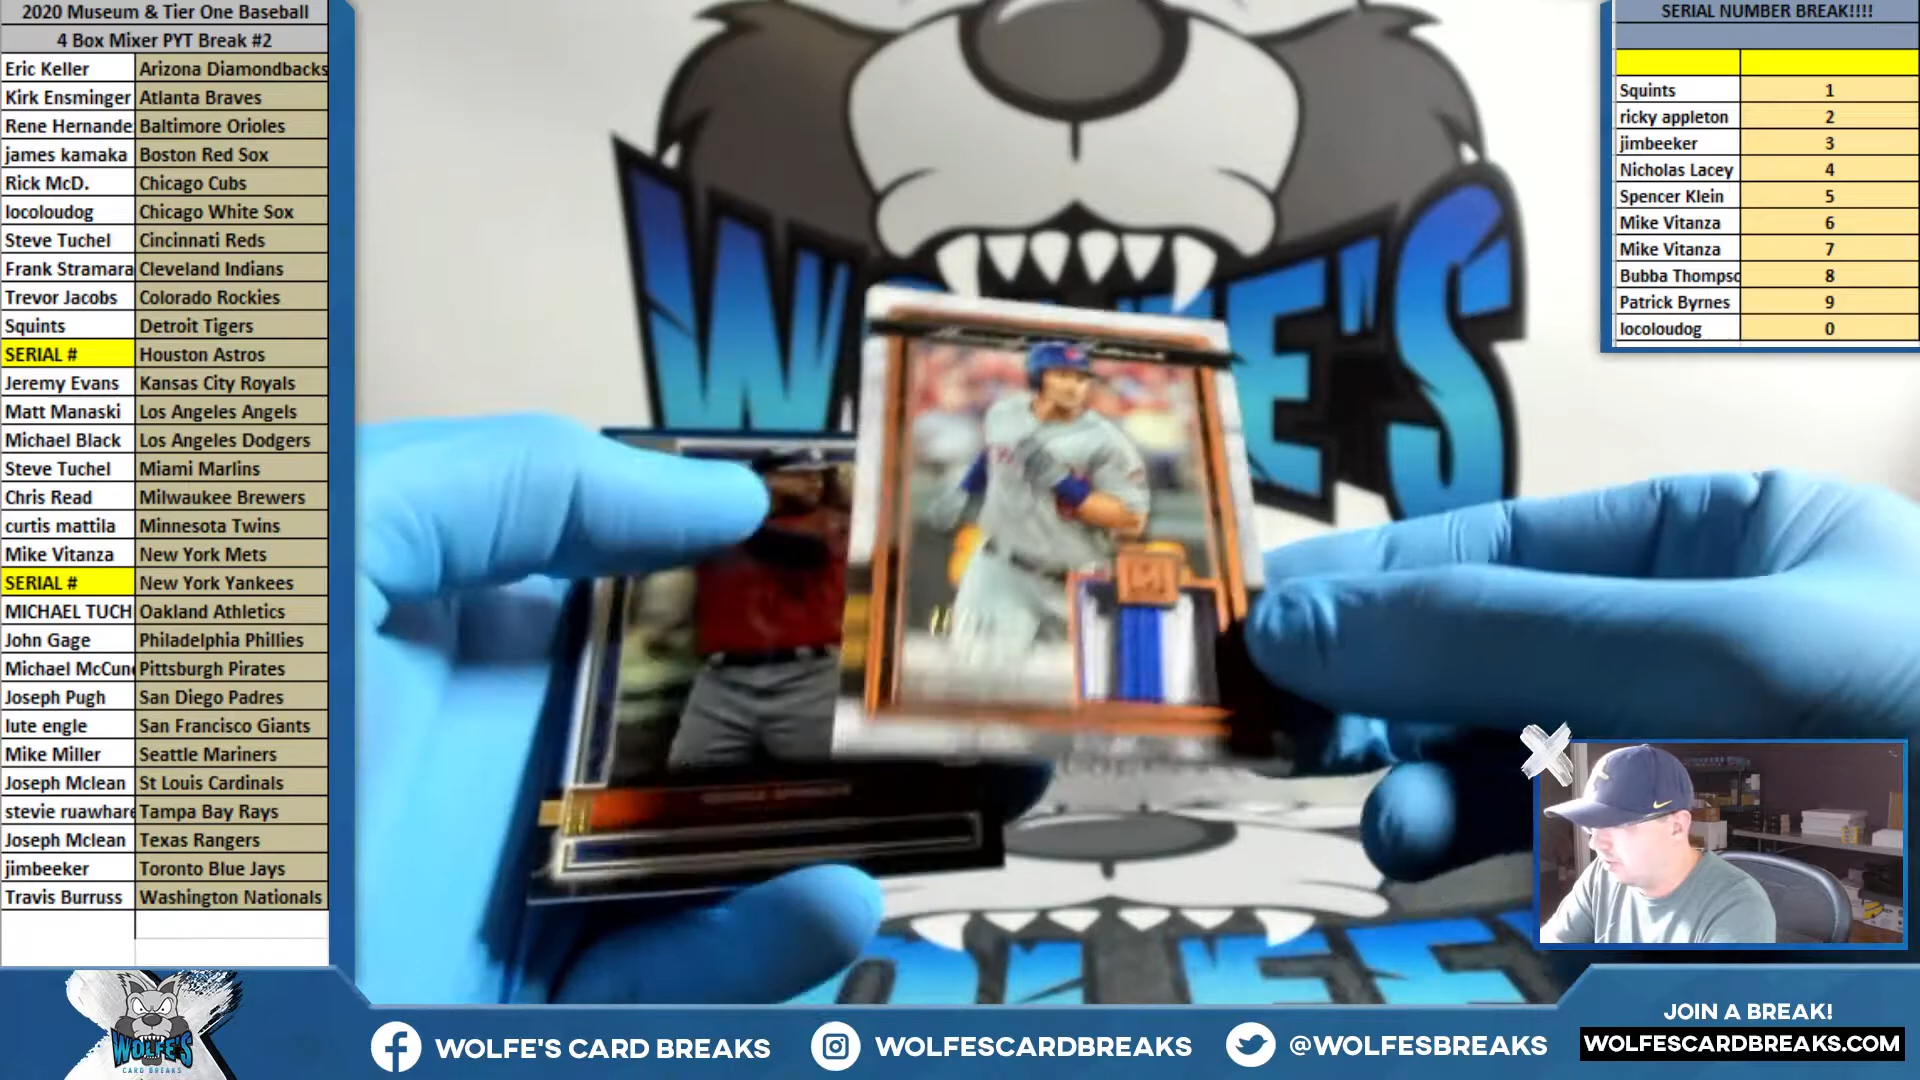 2020 Museum & Tier One Baseball
4 Box Mixer PYT Break #2
Eric Keller Arizona Diamondbacks
Kirk Ensminger Atlanta Braves
Rene Hernande Baltimore Orioles
james kamaka Boston Red Sox
Rick McD. Chicago Cubs
locoloudog Chicago White Sox
Steve Tuchel Cincinnati Reds
Frank Stramara Cleveland Indians
Trevor Jacobs Colorado Rockies
Squints Detroit Tigers
SERIAL # Houston Astros
Jeremy Evans Kansas City Royals
Matt Manaski Los Angeles Angels
Michael Black Los Angeles Dodgers
Steve Tuchel Miami Marlins
Chris Read Milwaukee Brewers
curtis mattila Minnesota Twins
Mike Vitanza New York Mets
SERIAL # New York Yankees
MICHAEL TUCH Oakland Athletics
John Gage Philadelphia Phillies
Michael McCune Pittsburgh Pirates
Joseph Pugh San Diego Padres
lute engle San Francisco Giants
Mike Miller Seattle Mariners
Joseph Mclean St Louis Cardinals
stevie ruawhare Tampa Bay Rays
Joseph Mclean Texas Rangers
jimbeeker Toronto Blue Jays
Travis Burruss Washington Nationals
SERIAL NUMBER BREAK!!!!
Squints 1
ricky appleton 2
jimbeeker 3
Nicholas Lacey 4
Spencer Klein 5
Mike Vitanza 6
Mike Vitanza 7
Bubba Thompso 8
Patrick Byrnes 9
locoloudog 0
WOLFE'S
CARD BREAKS
WOLFE'S CARD BREAKS
WOLFESCARDBREAKS
@WOLFESBREAKS
JOIN A BREAK!
WOLFESCARDBREAKS.COM